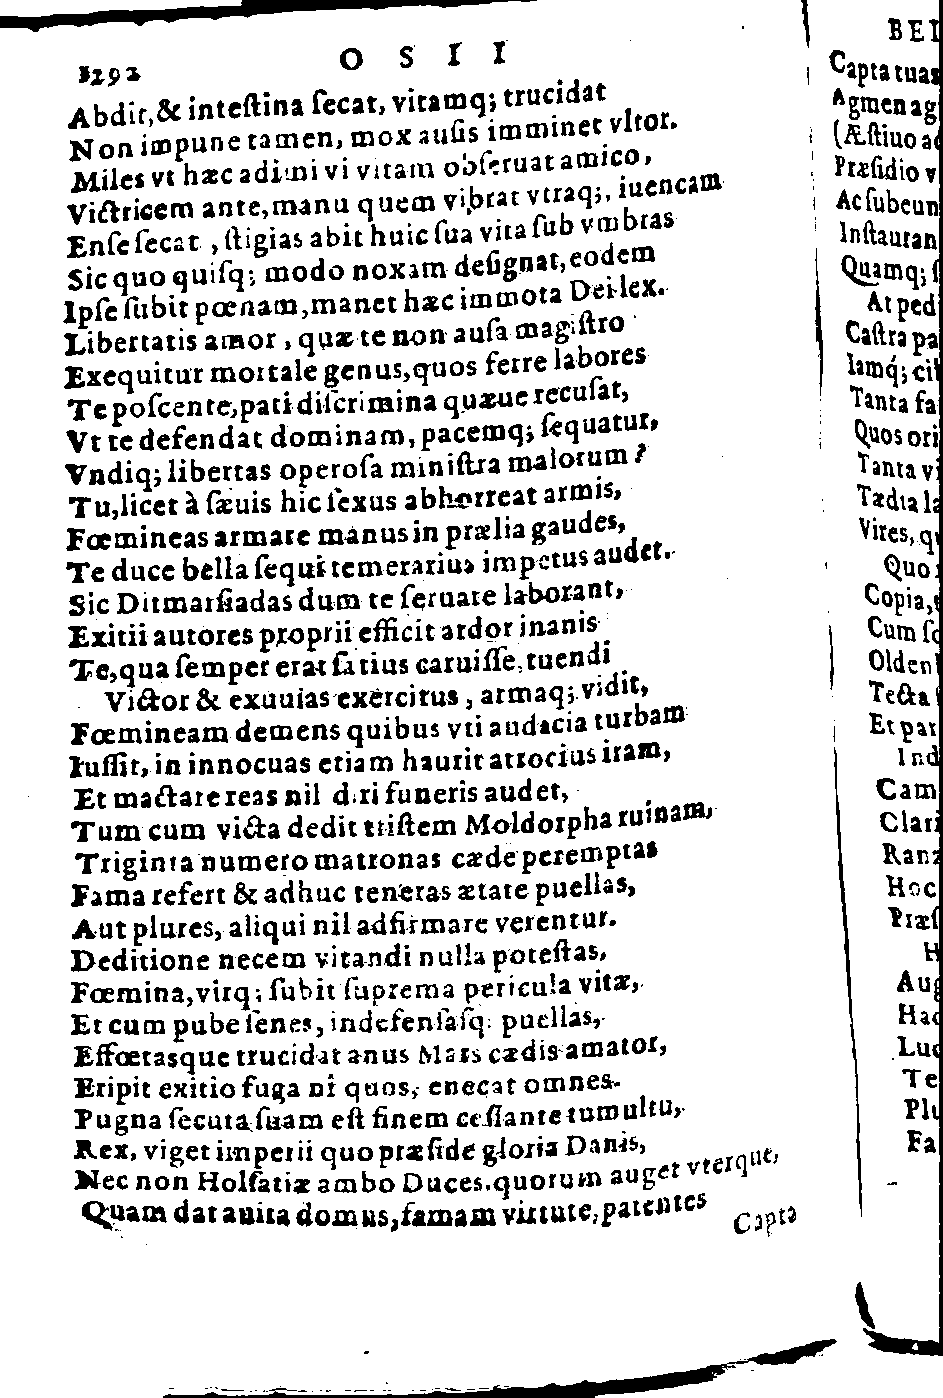 1292 OSII
Abdit, & inteſtina ſecat, vitamq; trucidat
Non impune tamen, mox auſis imminet vltor.
Miles vt hæc adimi vi vitam obſeruat amico,
Victricem ante, manu quem vibrat vtraq;, iuencam
Enſe ſecat, ſtigias abit huic ſua vita ſub vmbras
Sic quo quiſq; modo noxam deſignat, eodem
Ipſe ſubit pœnam, manet hæc immota Dei lex.
Libertatis amor, quæ te non auſa magiſtro
Exequitur mortale genus, quos ferre labores
Te poſcente, pati diſcrimina quæue recuſat,
Vt te defendat dominam, pacemq; ſequatur,
Vndiq; libertas operoſa miniſtra malorum?
Tu, licet à ſæuis hic ſexus abhorreat armis,
Fœmineas armare manus in prælia gaudes,
Te duce bella ſequi temerarius impetus audet.
Sic Ditmarſiadas dum te ſeruare laborant,
Exitii autores proprii efficit ardor inanis
Te, qua ſemper erat ſatius caruiſſe, tuendi
Victor & exuuias exercitus, armaq; vidit,
Fœmineam demens quibus vti audacia turbam
Iuſſit, in innocuas etiam haurit atrocius iram,
Et mactare reas nil diri funeris audet,
Tum cum victa dedit triſtem Moldorpha ruinam,
Triginta numero matronas cæde peremptas
Fama refert & adhuc teneras ætate puellas,
Aut plures, aliqui nil adfirmare verentur.
Deditione necem vitandi nulla poteſtas,
Fœmina, virq; ſubit ſuprema pericula vitæ,
Et cum pube ſenes, indefenſaſq; puellas,
Effœtasque trucidat anus Mars cædis amator,
Eripit exitio fuga ni quos, enecat omnes.
Pugna ſecuta ſuam eſt finem ceſſante tumultu,
Rex, viget imperii quo præſide gloria Danis,
Nec non Holſatiæ ambo Duces. quorum auget vterque,
Quam dat auita domus, famam virtute, patentes
Capta
BEL
Capta tuas
Agmen ag
(Æſtiuo ac
Præſidio v
Ac ſubeun
Inſtauran
Quamq; ſ
At pedi
Caſtra pa
Iamq́; cit
Tanta fa
Quos ori
Tanta vi
Tædia la
Vires, qu
Quo
Copia,
Cum ſc
Olden
Tecta
Et par
Ind
Cam
Clari
Ranz
Hoc
Præſ
H
Aug
Hac
Luc
Te
Plu
Fa